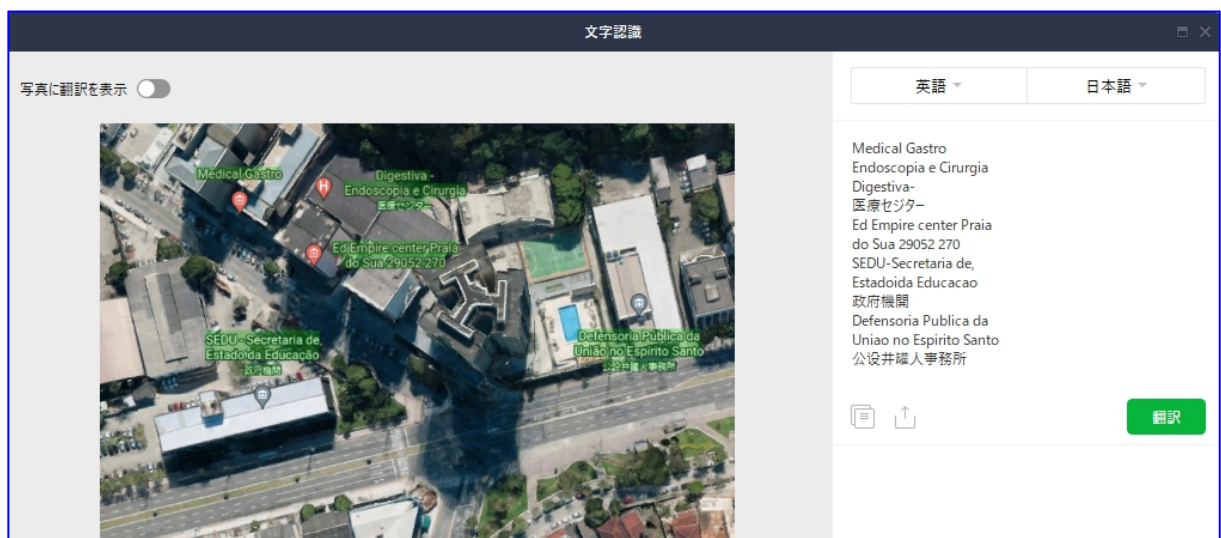 文字認識
写真に翻訳を表示
英語
日本語
Medical Gastro
Digestiva -
Endoscopia e Cirurgia
医療センター
Ed Empire center Praia
do Sua 29052 270
SEDU - Secretaria de,
Estado da Educação
政府機関
Defensoria Pública da
União no Espírito Santo
公設弁護人事務所
Medical Gastro
Endoscopia e Cirurgia
Digestiva-
医療セジター
Ed Empire center Praia
do Sua 29052 270
SEDU-Secretaria de,
Estadoida Educacao
政府機開
Defensoria Publica da
Uniao no Espirito Santo
公设井罐人事務所
翻訳